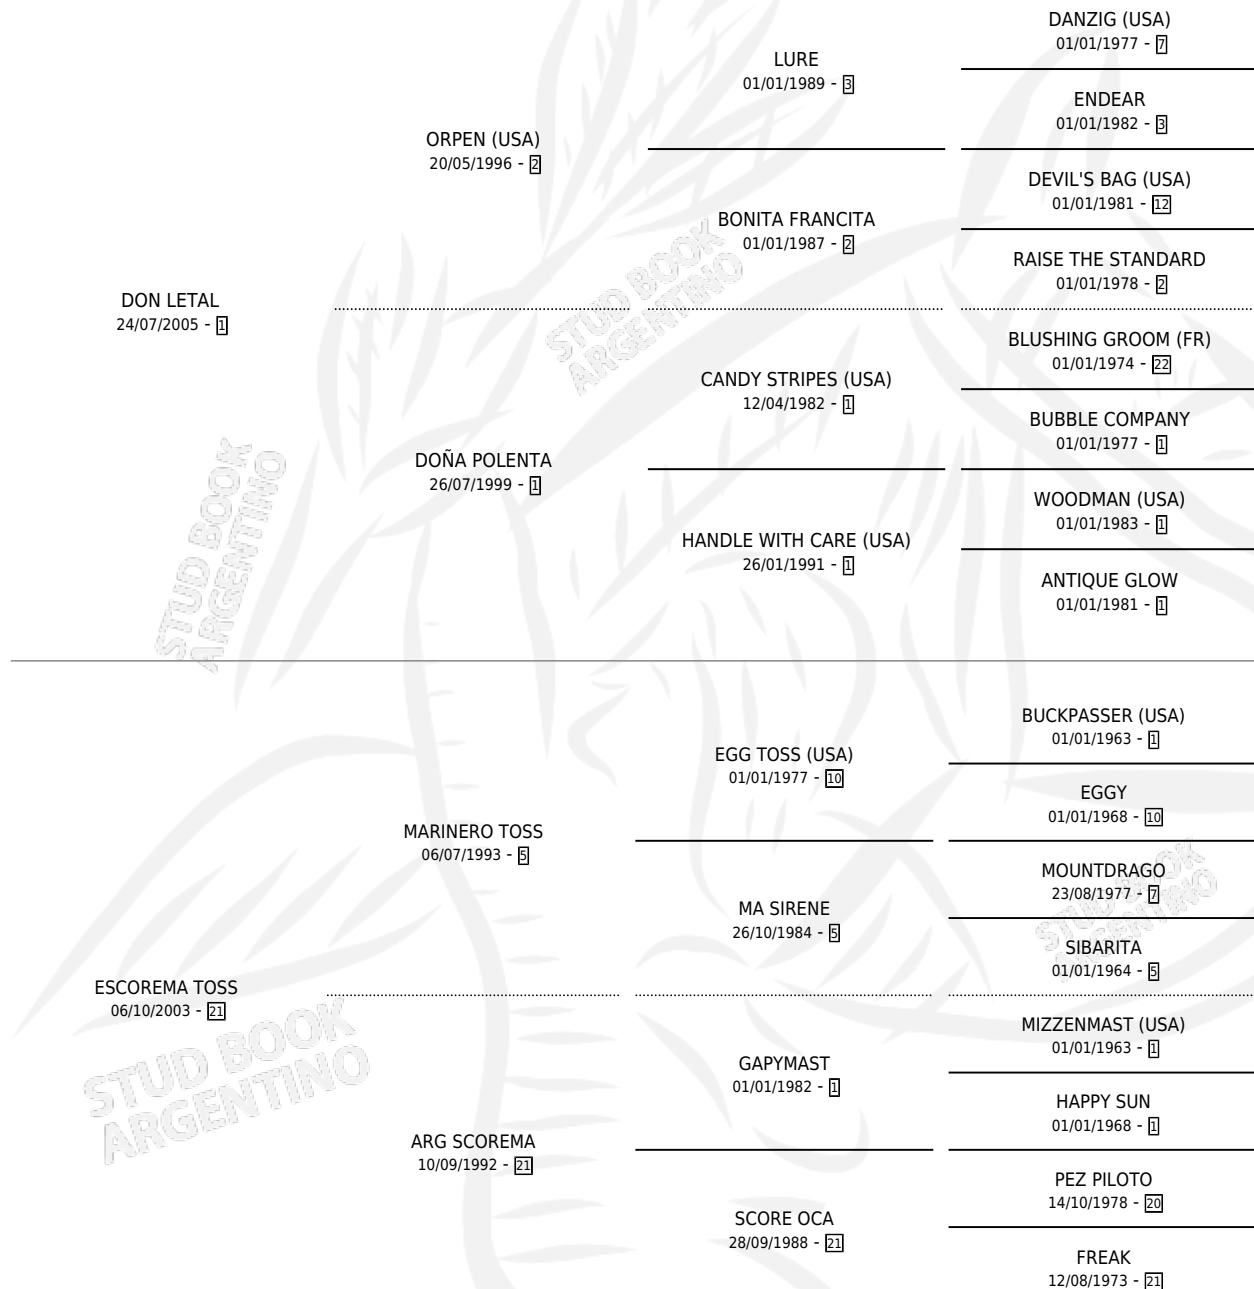 DANZIG (USA)
01/01/1977 - 7
LURE
01/01/1989 - 3
ENDEAR
01/01/1982 - 3
ORPEN (USA)
20/05/1996 - 2
DEVIL'S BAG (USA)
01/01/1981 - 12
BONITA FRANCITA
01/01/1987 - 2
RAISE THE STANDARD
01/01/1978 - 2
DON LETAL
24/07/2005 - 1
BLUSHING GROOM (FR)
01/01/1974 - 22
CANDY STRIPES (USA)
12/04/1982 - 1
BUBBLE COMPANY
01/01/1977 - 1
DOÑA POLENTA
26/07/1999 - 1
WOODMAN (USA)
01/01/1983 - 1
HANDLE WITH CARE (USA)
26/01/1991 - 1
ANTIQUE GLOW
01/01/1981 - 1
BUCKPASSER (USA)
01/01/1963 - 1
EGG TOSS (USA)
01/01/1977 - 10
EGGY
01/01/1968 - 10
MARINERO TOSS
06/07/1993 - 5
MOUNTDRAGO
23/08/1977 - 7
MA SIRENE
26/10/1984 - 5
SIBARITA
01/01/1964 - 5
ESCOREMA TOSS
06/10/2003 - 21
MIZZENMAST (USA)
01/01/1963 - 1
GAPYMAST
01/01/1982 - 1
HAPPY SUN
01/01/1968 - 1
ARG SCOREMA
10/09/1992 - 21
PEZ PILOTO
14/10/1978 - 20
SCORE OCA
28/09/1988 - 21
FREAK
12/08/1973 - 21
STUD BOOK
ARGENTINO
STUD BOOK
ARGENTINO
STUD BOOK
ARGENTINO
STUD BOOK
ARGENTINO